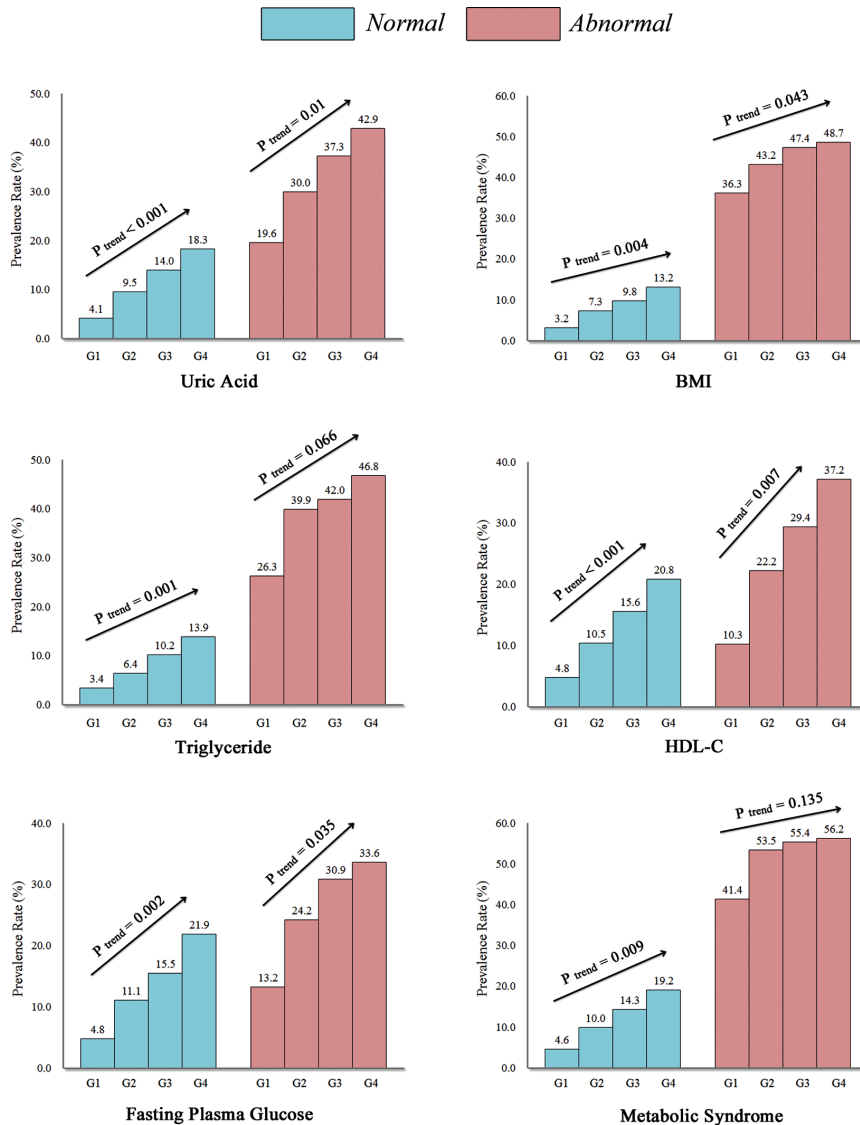 Normal Abnormal
Prevalence Rate (%)
50.0
40.0
30.0
20.0
10.0
0.0
P trend < 0.001
P trend = 0.01
4.1 9.5 14.0 18.3 19.6 30.0 37.3 42.9
G1 G2 G3 G4 G1 G2 G3 G4
Uric Acid
Prevalence Rate (%)
60.0
50.0
40.0
30.0
20.0
10.0
0.0
P trend = 0.004
P trend = 0.043
3.2 7.3 9.8 13.2 36.3 43.2 47.4 48.7
G1 G2 G3 G4 G1 G2 G3 G4
BMI
Prevalence Rate (%)
50.0
40.0
30.0
20.0
10.0
0.0
P trend = 0.001
P trend = 0.066
3.4 6.4 10.2 13.9 26.3 39.9 42.0 46.8
G1 G2 G3 G4 G1 G2 G3 G4
Triglyceride
Prevalence Rate (%)
40.0
30.0
20.0
10.0
0.0
P trend < 0.001
P trend = 0.007
4.8 10.5 15.6 20.8 10.3 22.2 29.4 37.2
G1 G2 G3 G4 G1 G2 G3 G4
HDL-C
Prevalence Rate (%)
40.0
30.0
20.0
10.0
0.0
P trend = 0.002
P trend = 0.035
4.8 11.1 15.5 21.9 13.2 24.2 30.9 33.6
G1 G2 G3 G4 G1 G2 G3 G4
Fasting Plasma Glucose
Prevalence Rate (%)
60.0
50.0
40.0
30.0
20.0
10.0
0.0
P trend = 0.009
P trend = 0.135
4.6 10.0 14.3 19.2 41.4 53.5 55.4 56.2
G1 G2 G3 G4 G1 G2 G3 G4
Metabolic Syndrome